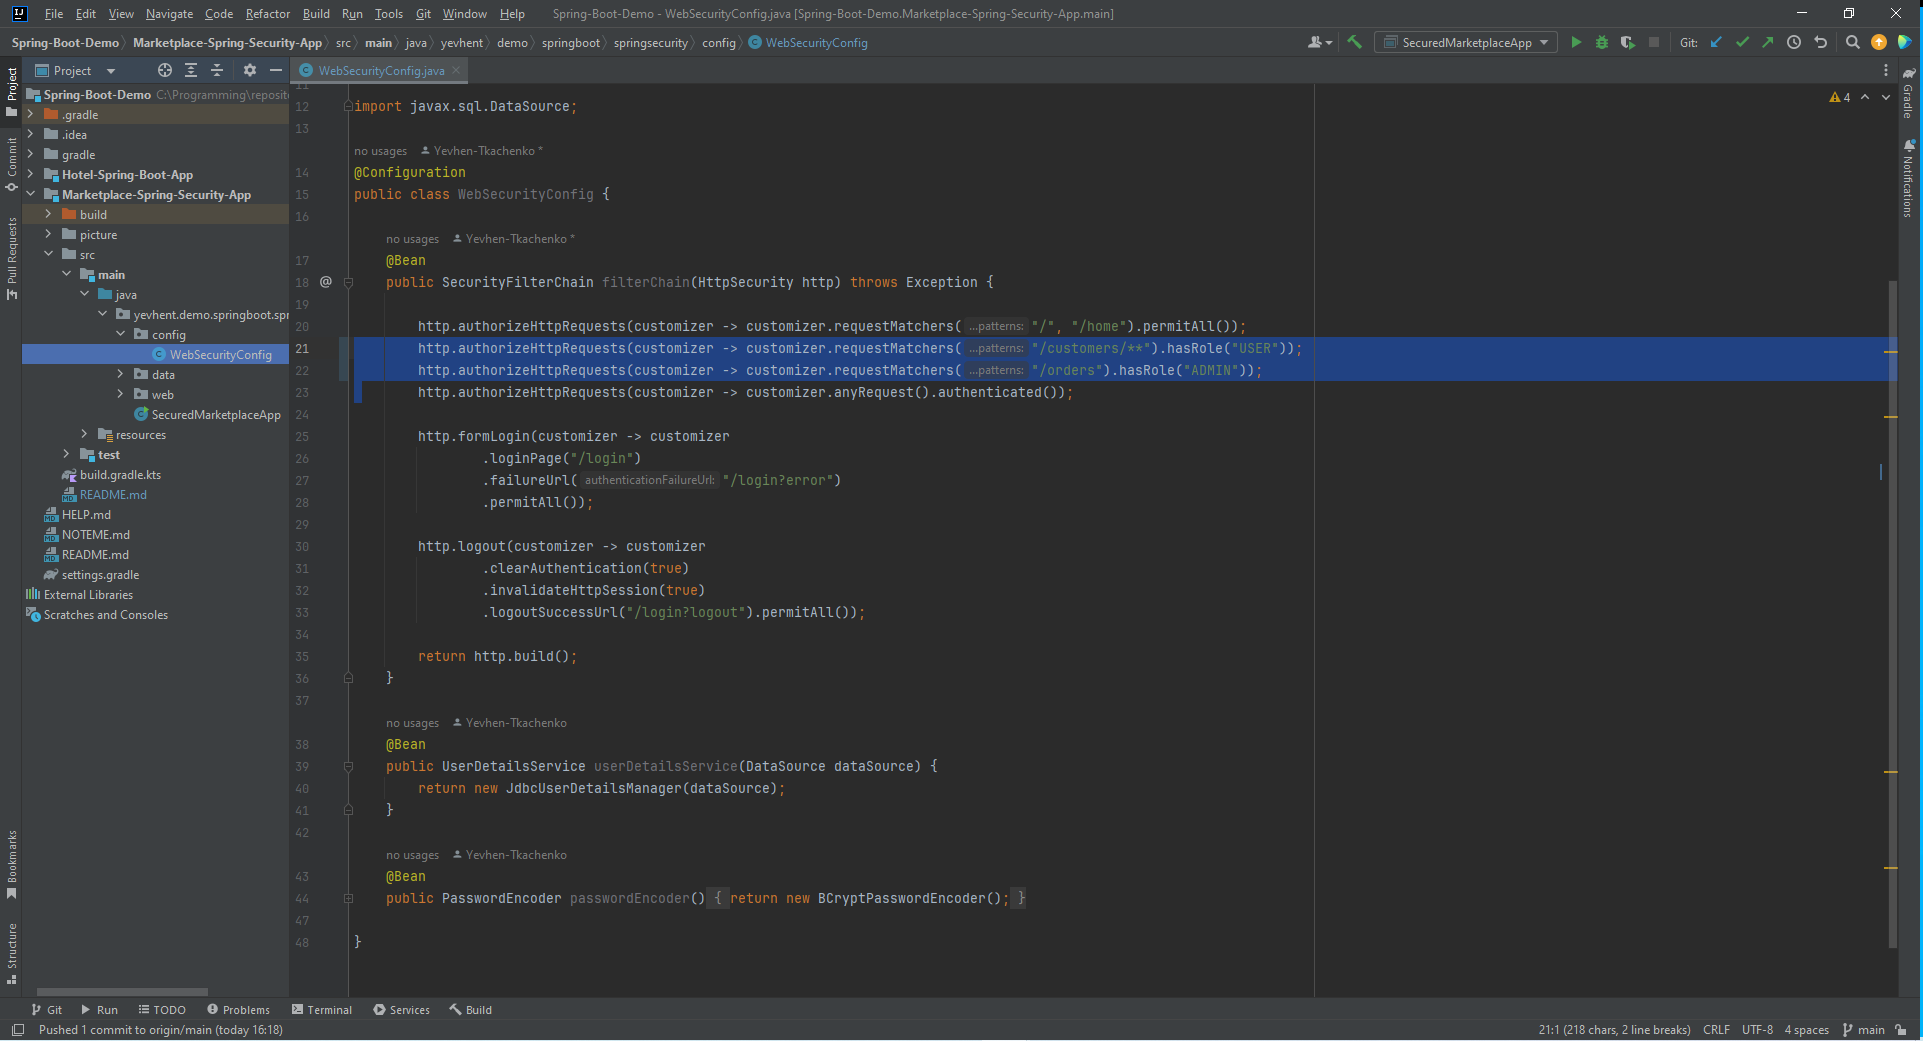 File Edit View Navigate Code Refactor Build Run Tools Git Window Help Spring-Boot-Demo - WebSecurityConfig.java [Spring-Boot-Demo.Marketplace-Spring-Security-App.main]
Spring-Boot-Demo Marketplace-Spring-Security-App src main java yevhent demo springboot springsecurity config WebSecurityConfig SecuredMarketplaceApp Git:
Project WebSecurityConfig.java
Spring-Boot-Demo C:\Programming\reposito
.gradle
.idea
gradle
Hotel-Spring-Boot-App
Marketplace-Spring-Security-App
build
picture
src
main
java
yevhent.demo.springboot.spr
config
WebSecurityConfig
data
web
SecuredMarketplaceApp
resources
test
build.gradle.kts
README.md
HELP.md
NOTEME.md
README.md
settings.gradle
External Libraries
Scratches and Consoles
Project
Commit
Pull Requests
Bookmarks
Structure
11
12 import javax.sql.DataSource;
13
no usages Yevhen-Tkachenko *
14 @Configuration
15 public class WebSecurityConfig {
16
no usages Yevhen-Tkachenko *
17 @Bean
18 @ public SecurityFilterChain filterChain(HttpSecurity http) throws Exception {
19
20 http.authorizeHttpRequests(customizer -> customizer.requestMatchers( ...patterns: "/", "/home").permitAll());
21 http.authorizeHttpRequests(customizer -> customizer.requestMatchers( ...patterns: "/customers/**").hasRole("USER"));
22 http.authorizeHttpRequests(customizer -> customizer.requestMatchers( ...patterns: "/orders").hasRole("ADMIN"));
23 http.authorizeHttpRequests(customizer -> customizer.anyRequest().authenticated());
24
25 http.formLogin(customizer -> customizer
26 .loginPage("/login")
27 .failureUrl( authenticationFailureUrl: "/login?error")
28 .permitAll());
29
30 http.logout(customizer -> customizer
31 .clearAuthentication(true)
32 .invalidateHttpSession(true)
33 .logoutSuccessUrl("/login?logout").permitAll());
34
35 return http.build();
36 }
37
no usages Yevhen-Tkachenko
38 @Bean
39 public UserDetailsService userDetailsService(DataSource dataSource) {
40 return new JdbcUserDetailsManager(dataSource);
41 }
42
no usages Yevhen-Tkachenko
43 @Bean
44 public PasswordEncoder passwordEncoder() { return new BCryptPasswordEncoder(); }
47
48 }
4
Gradle
Notifications
Git Run TODO Problems Terminal Services Build
Pushed 1 commit to origin/main (today 16:18) 21:1 (218 chars, 2 line breaks) CRLF UTF-8 4 spaces main